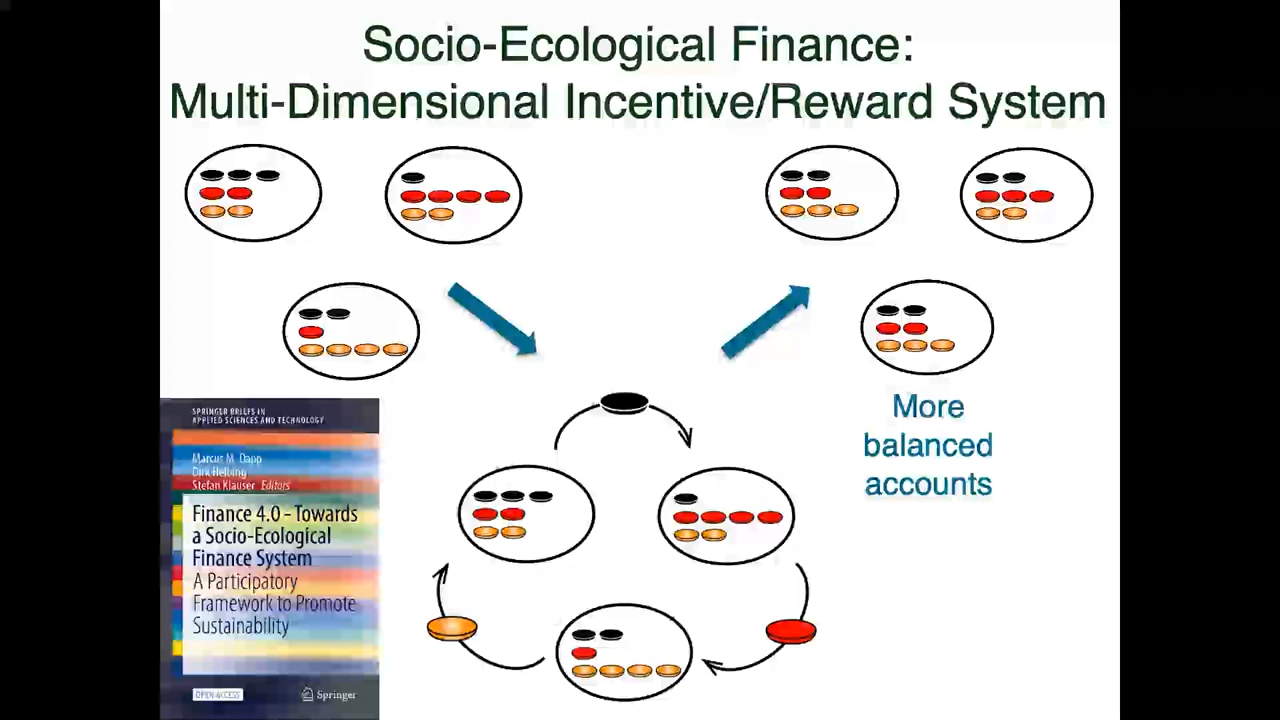 Socio-Ecological Finance:
Multi-Dimensional Incentive/Reward System
More
balanced
accounts
SPRINGER BRIEFS IN
APPLIED SCIENCES AND TECHNOLOGY
Marcus M. Dapp
Dirk Helbing
Stefan Klauser Editors
Finance 4.0 - Towards
a Socio-Ecological
Finance System
A Participatory
Framework to Promote
Sustainability
OPEN ACCESS
Springer